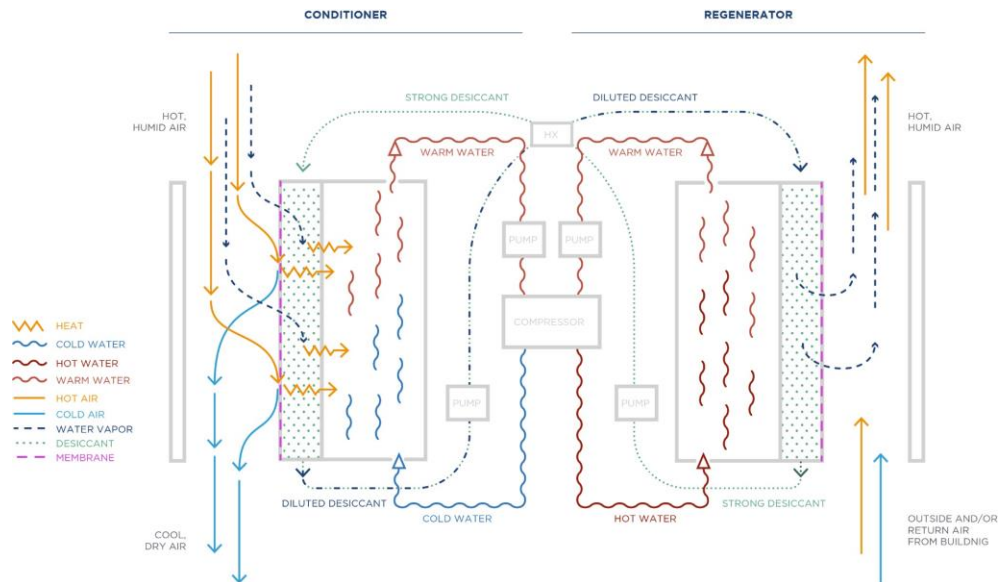 CONDITIONER
REGENERATOR
STRONG DESICCANT
DILUTED DESICCANT
HOT,
HUMID AIR
HX
HOT,
HUMID AIR
WARM WATER
WARM WATER
PUMP
PUMP
COMPRESSOR
HEAT
COLD WATER
HOT WATER
WARM WATER
HOT AIR
COLD AIR
WATER VAPOR
DESICCANT
MEMBRANE
PUMP
PUMP
DILUTED DESICCANT
STRONG DESICCANT
COLD WATER
HOT WATER
COOL,
DRY AIR
OUTSIDE AND/OR
RETURN AIR
FROM BUILDNIG